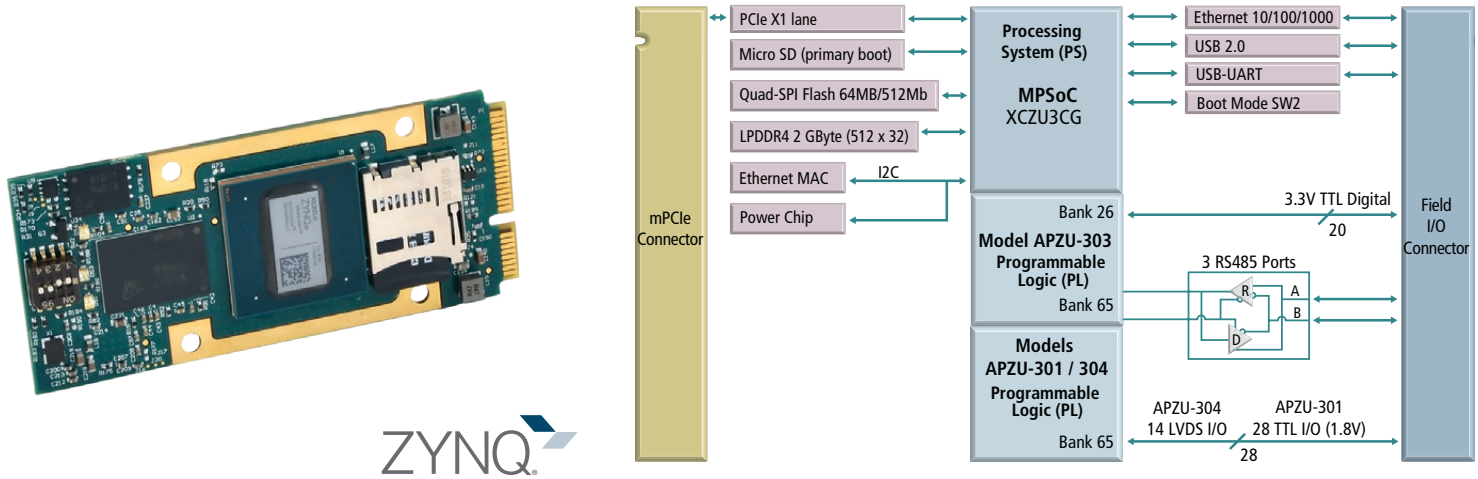 ZYNQ
ZYNQ®
mPCIe
Connector
PCIe X1 lane
Micro SD (primary boot)
Quad-SPI Flash 64MB/512Mb
LPDDR4 2 GByte (512 x 32)
Ethernet MAC
I2C
Power Chip
Processing
System (PS)
MPSoC
XCZU3CG
Ethernet 10/100/1000
USB 2.0
USB-UART
Boot Mode SW2
Bank 26
Model APZU-303
Programmable
Logic (PL)
Bank 65
3.3V TTL Digital
20
3 RS485 Ports
R
A
B
D
Models
APZU-301 / 304
Programmable
Logic (PL)
Bank 65
APZU-304
14 LVDS I/O
APZU-301
28 TTL I/O (1.8V)
28
Field
I/O
Connector